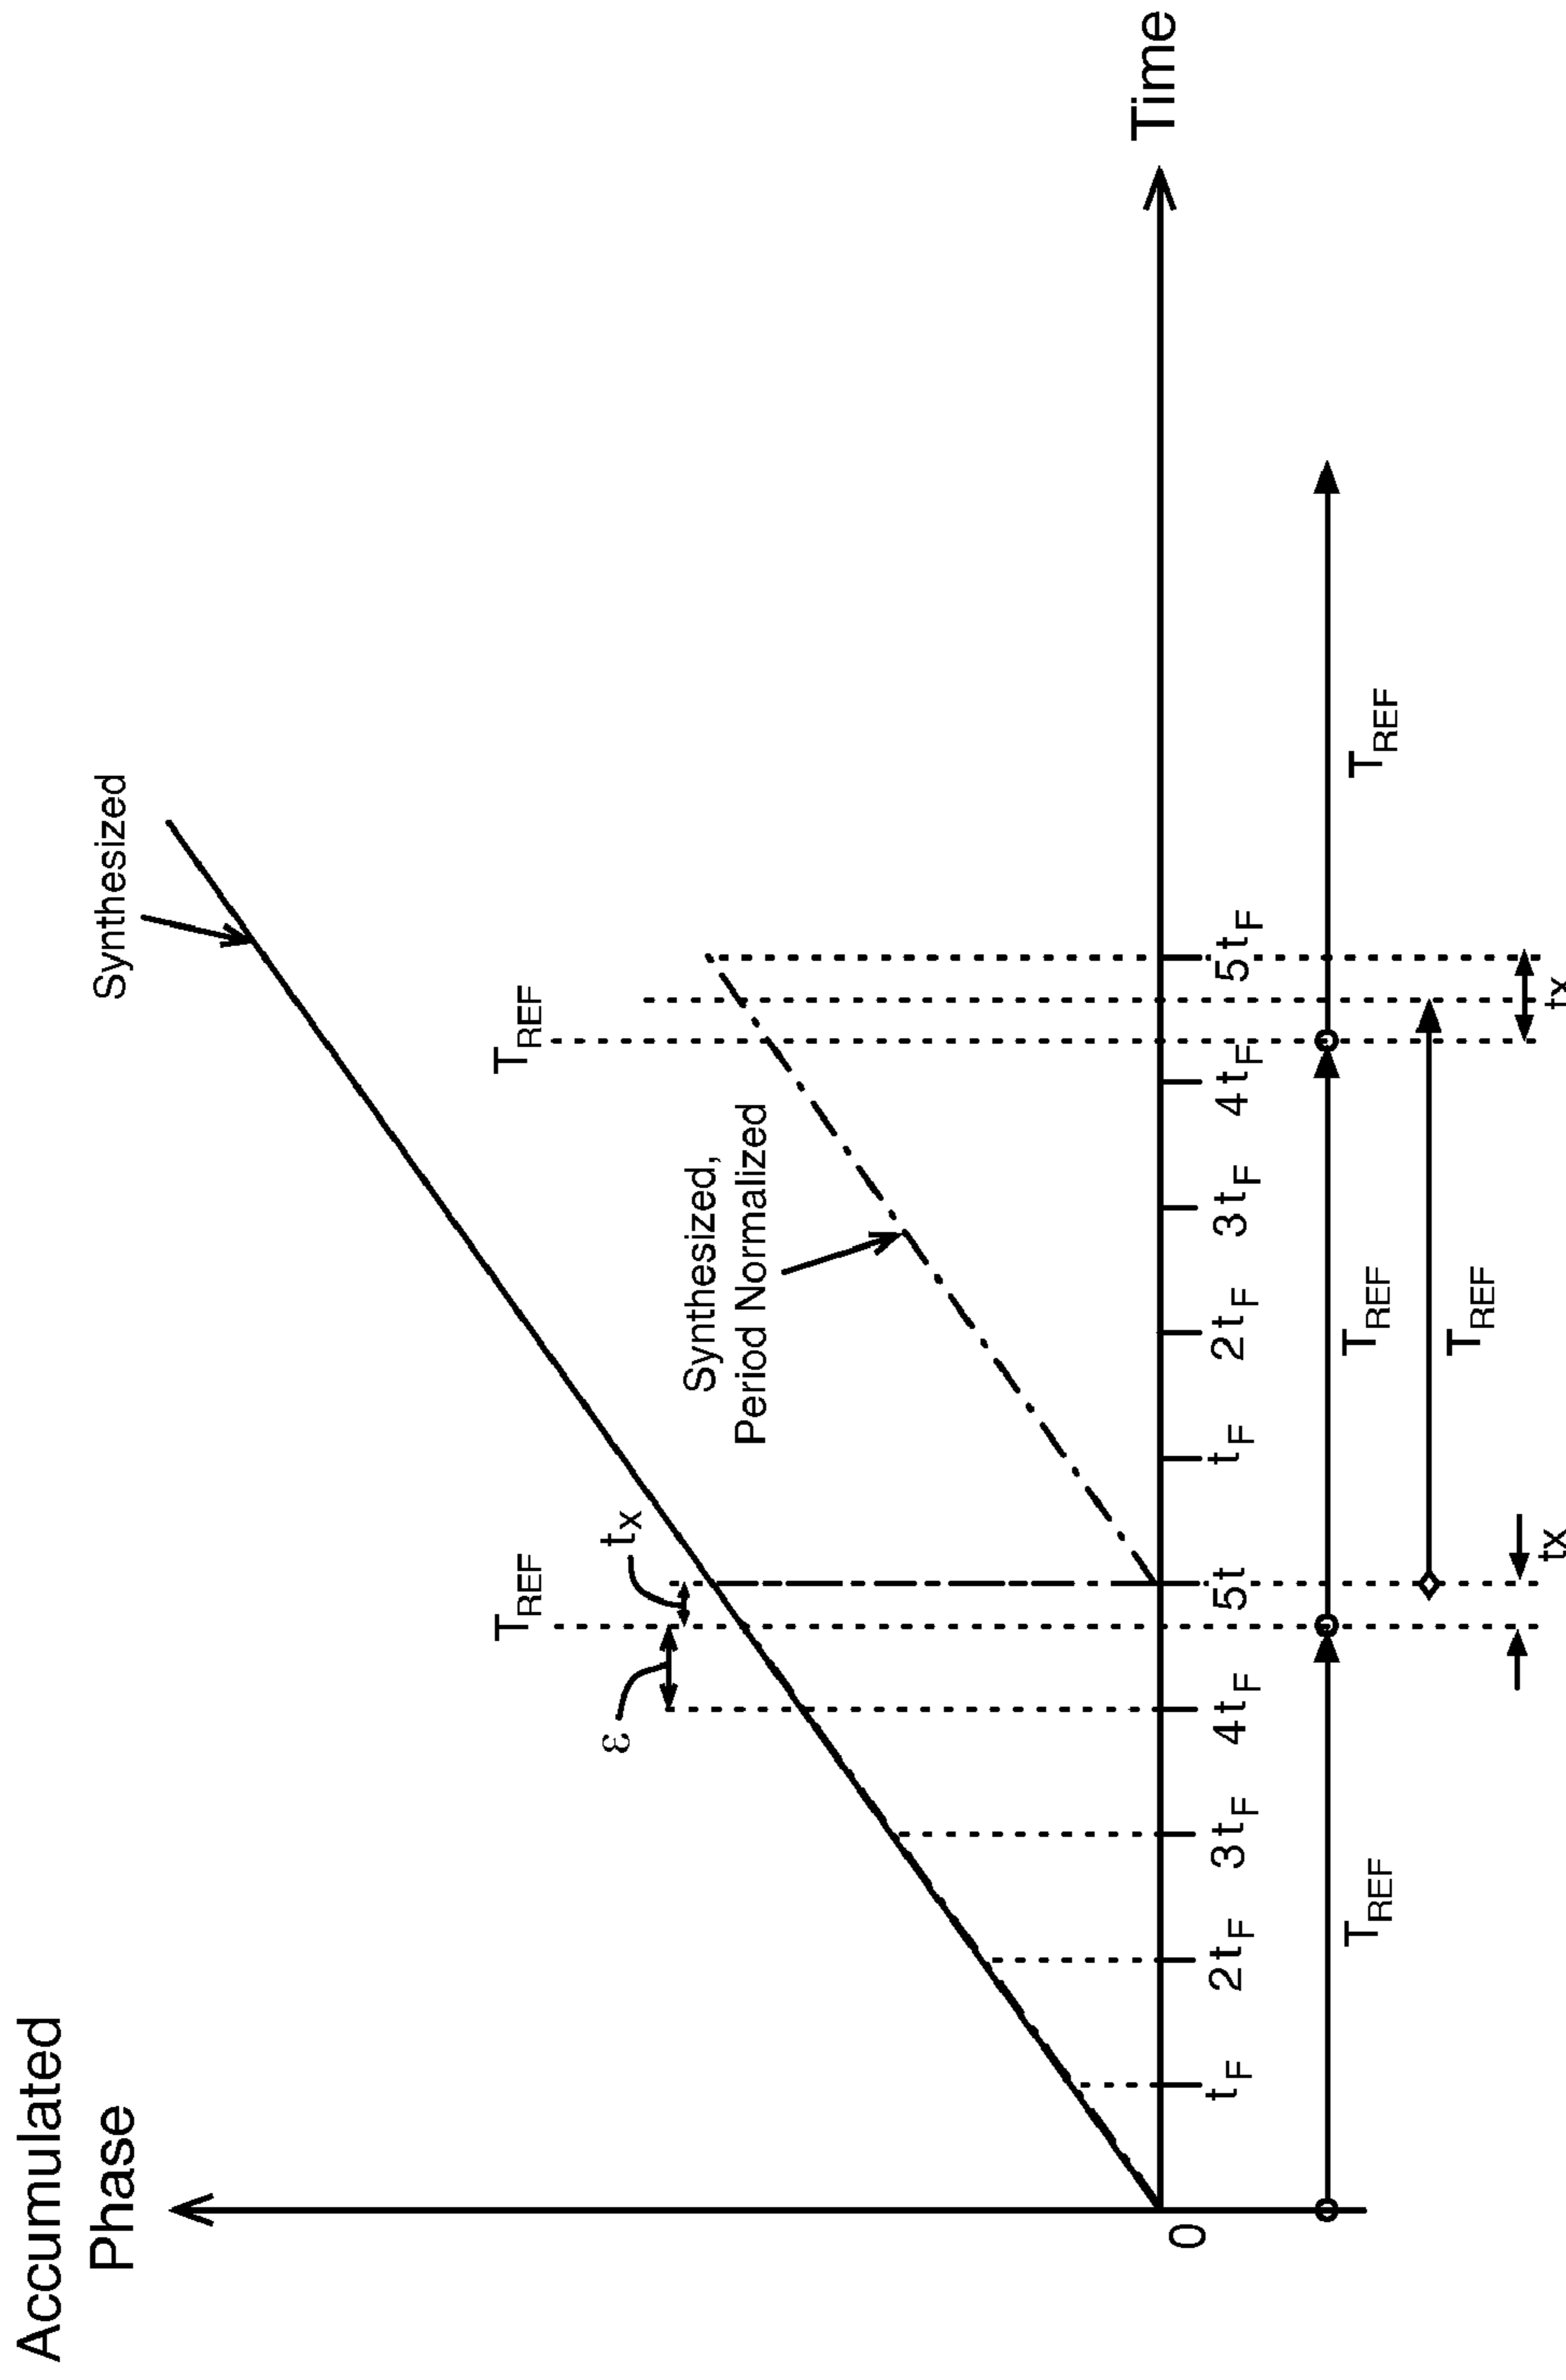 Accumulated
Phase
Synthesized
T_REF
T_REF
t_x
ε
Synthesized,
Period Normalized
Time
0
t_F
2t_F
3t_F
4t_F
5t
t_F
2t_F
3t_F
4t_F
5t_F
T_REF
T_REF
T_REF
T_REF
tx
tx